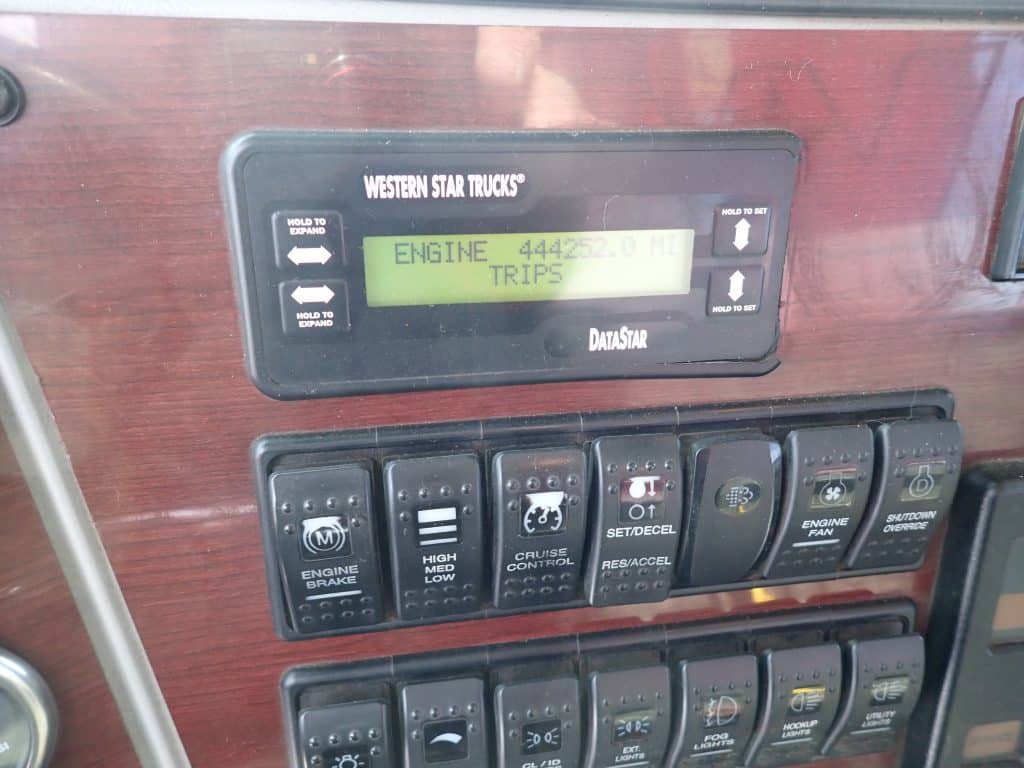 WESTERN STAR TRUCKS®
HOLD TO
EXPAND
HOLD TO SET
ENGINE 444252.0 MI
TRIPS
HOLD TO
EXPAND
HOLD TO SET
DATASTAR
M
ENGINE
BRAKE
HIGH
MED
LOW
CRUISE
CONTROL
SET/DECEL
RES/ACCEL
ENGINE
FAN
D
SHUTDOWN
OVERRIDE
CL / ID
EXT.
LIGHTS
FOG
LIGHTS
HOOKUP
LIGHTS
UTILITY
LIGHTS